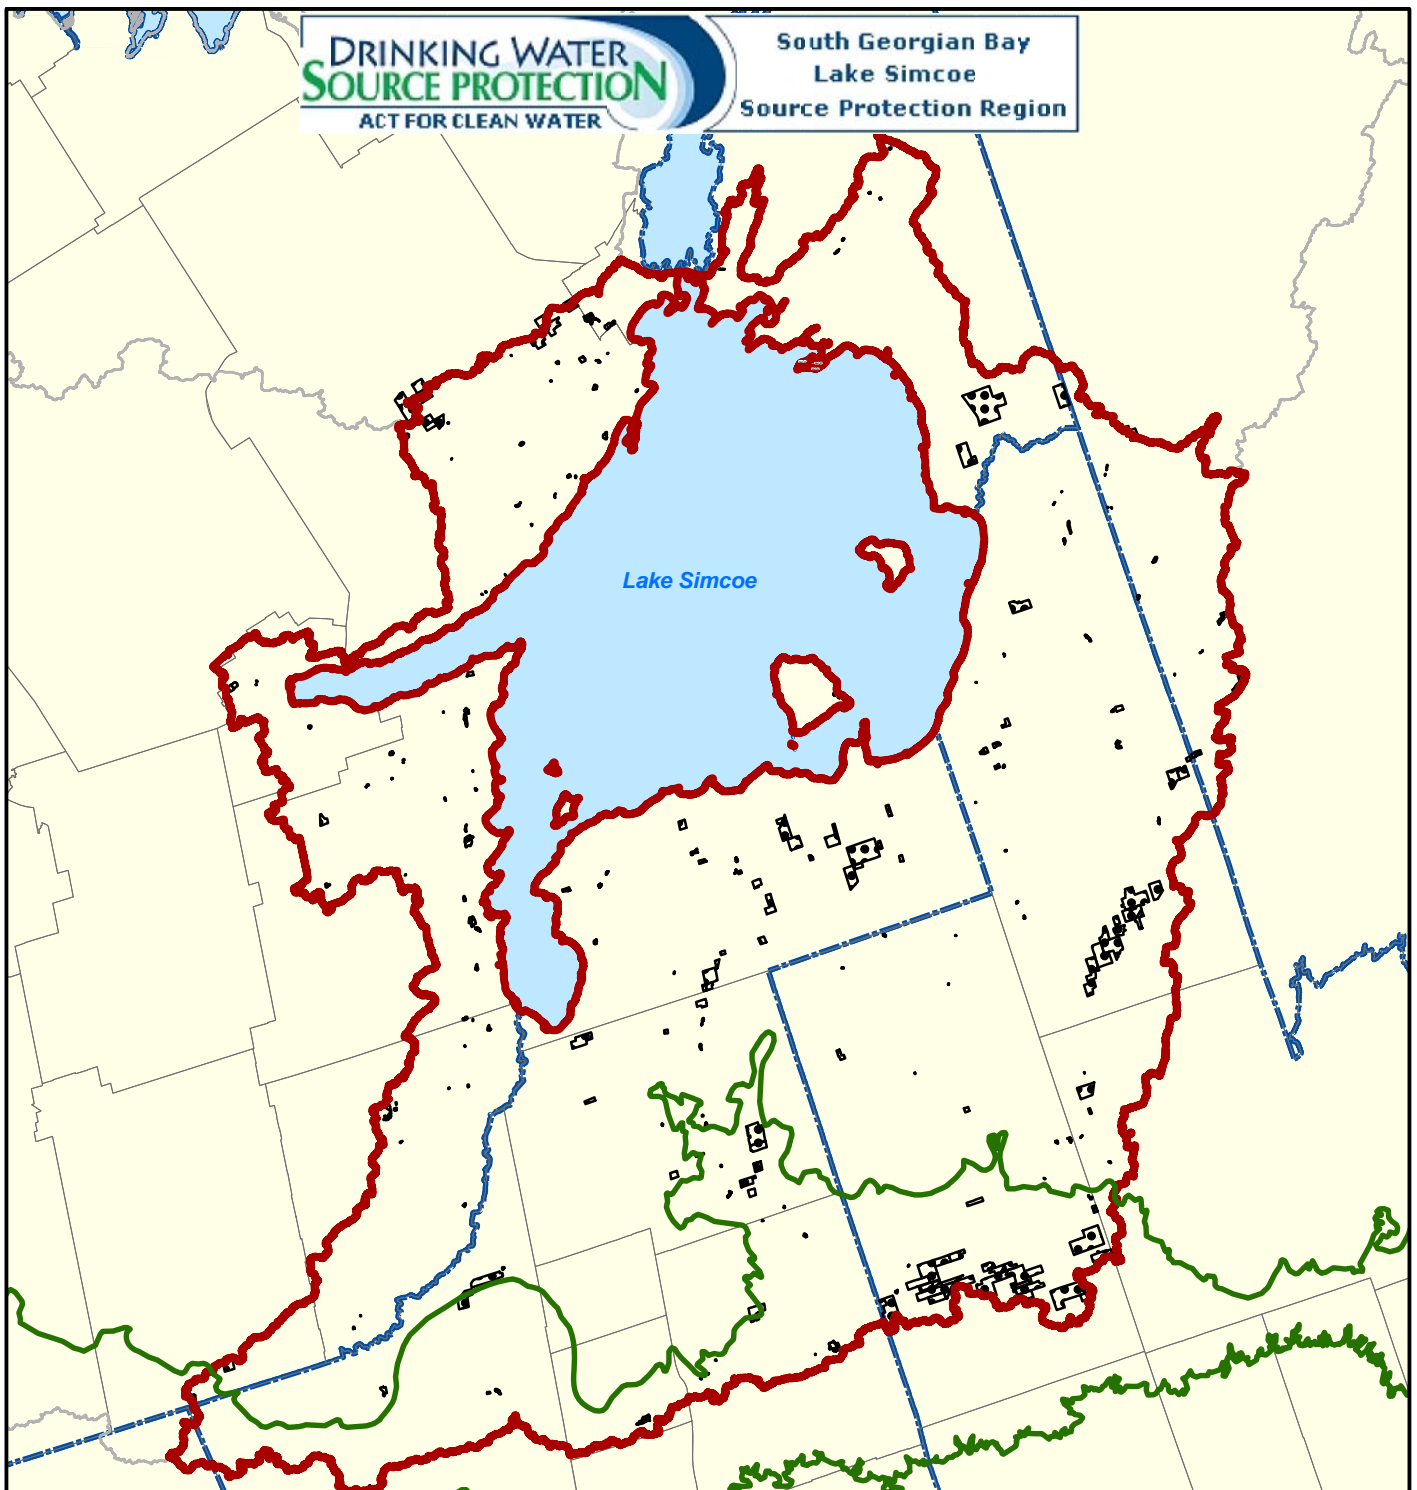 DRINKING WATER
SOURCE PROTECTION
ACT FOR CLEAN WATER
South Georgian Bay
Lake Simcoe
Source Protection Region
Lake Simcoe